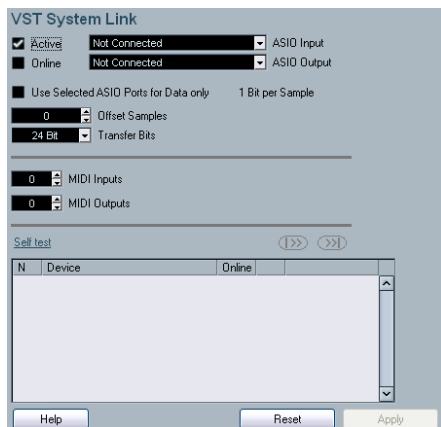 VST System Link
Active Not Connected ASIO Input
Online Not Connected ASIO Output
Use Selected ASIO Ports for Data only 1 Bit per Sample
0 Offset Samples
24 Bit Transfer Bits
0 MIDI Inputs
0 MIDI Outputs
Self test
N Device Online
Help Reset Apply